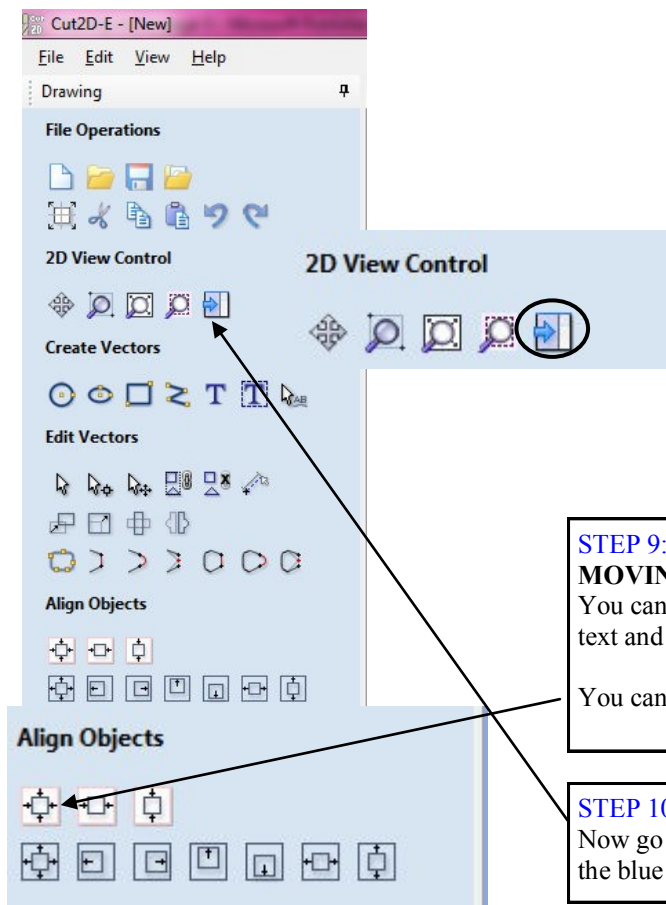 Cut2D-E - [New]
File Edit View Help
Drawing
File Operations
2D View Control
Create Vectors
T T AB
Edit Vectors
Align Objects
2D View Control
Align Objects
STEP 9:
MOVIN
You can
text and
You can
STEP 10
Now go
the blue